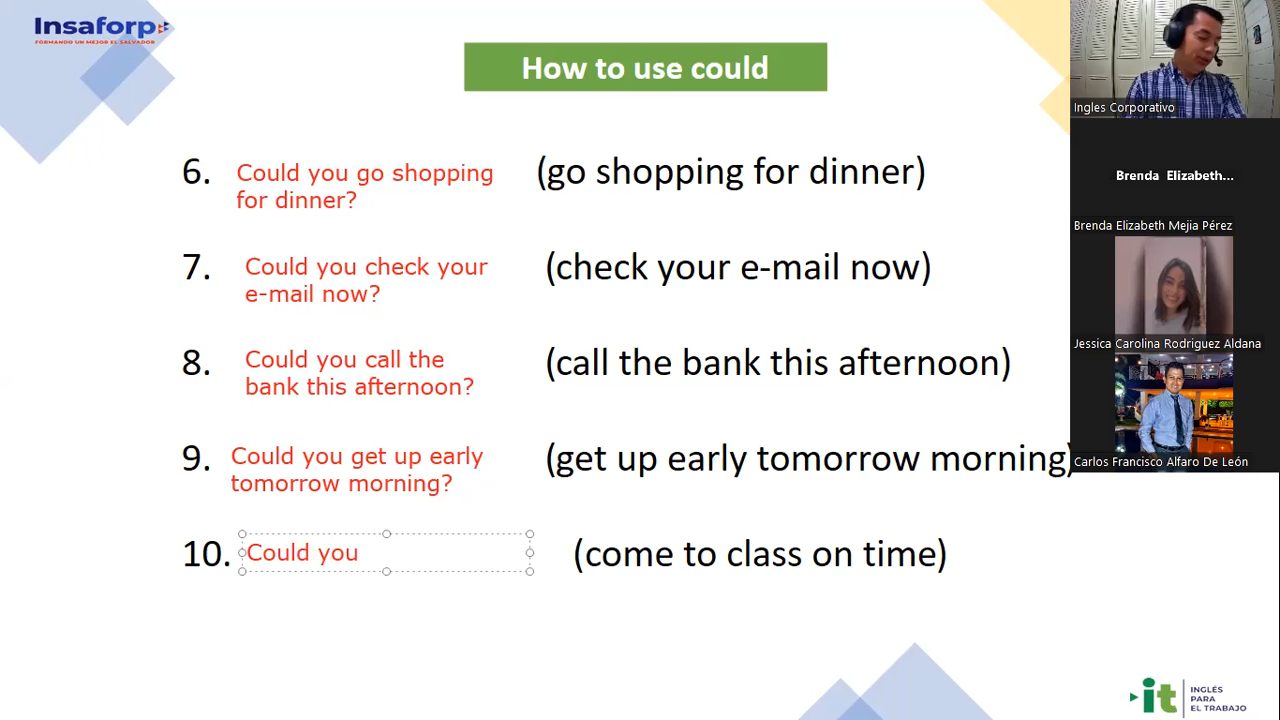 Insaforp
FORMANDO UN MEJOR EL SALVADOR
How to use could
6. Could you go shopping for dinner? (go shopping for dinner)
7. Could you check your e-mail now? (check your e-mail now)
8. Could you call the bank this afternoon? (call the bank this afternoon)
9. Could you get up early tomorrow morning? (get up early tomorrow morning)
10. Could you (come to class on time)
Ingles Corporativo
Brenda Elizabeth...
Brenda Elizabeth Mejia Pérez
Jessica Carolina Rodriguez Aldana
Carlos Francisco Alfaro De León
it
INGLÉS
PARA
EL TRABAJO